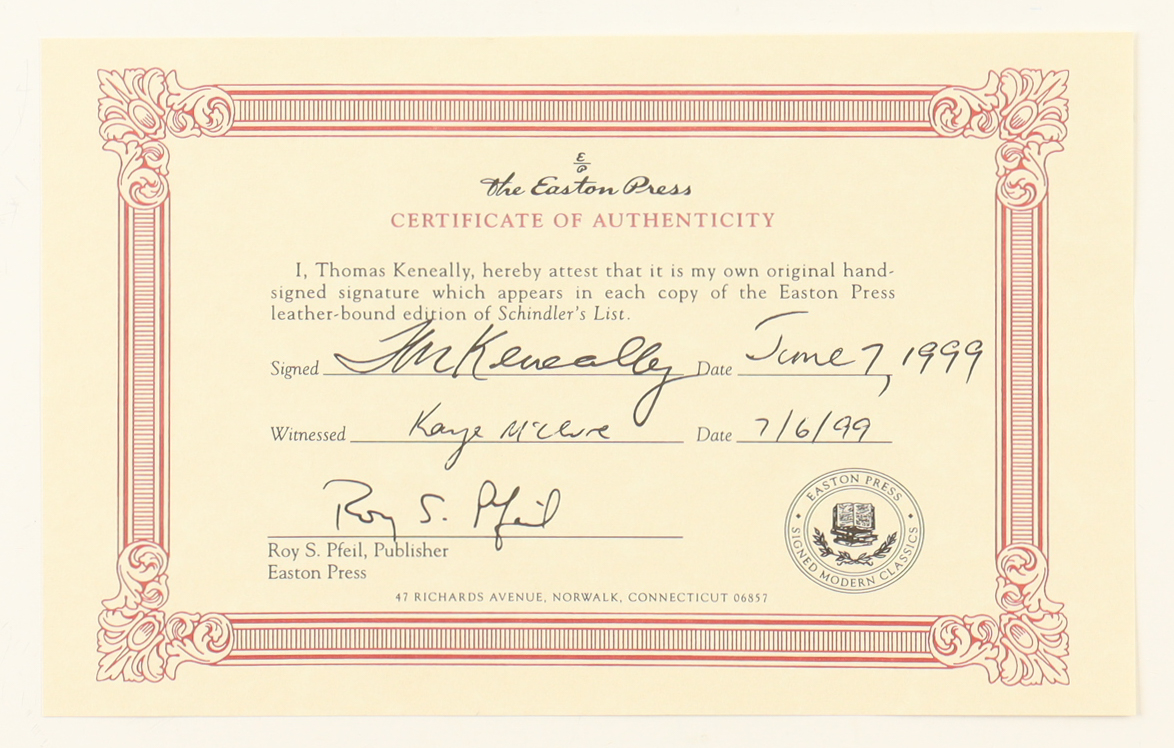 E
P
the Easton Press
CERTIFICATE OF AUTHENTICITY
I, Thomas Keneally, hereby attest that it is my own original hand-
signed signature which appears in each copy of the Easton Press
leather-bound edition of Schindler's List.
Signed Tom Keneally Date June 7, 1999
Witnessed Kaye McClure Date 7/6/99
Roy S. Pfeil
Roy S. Pfeil, Publisher
Easton Press
EASTON PRESS
SIGNED MODERN CLASSICS
47 RICHARDS AVENUE, NORWALK, CONNECTICUT 06857